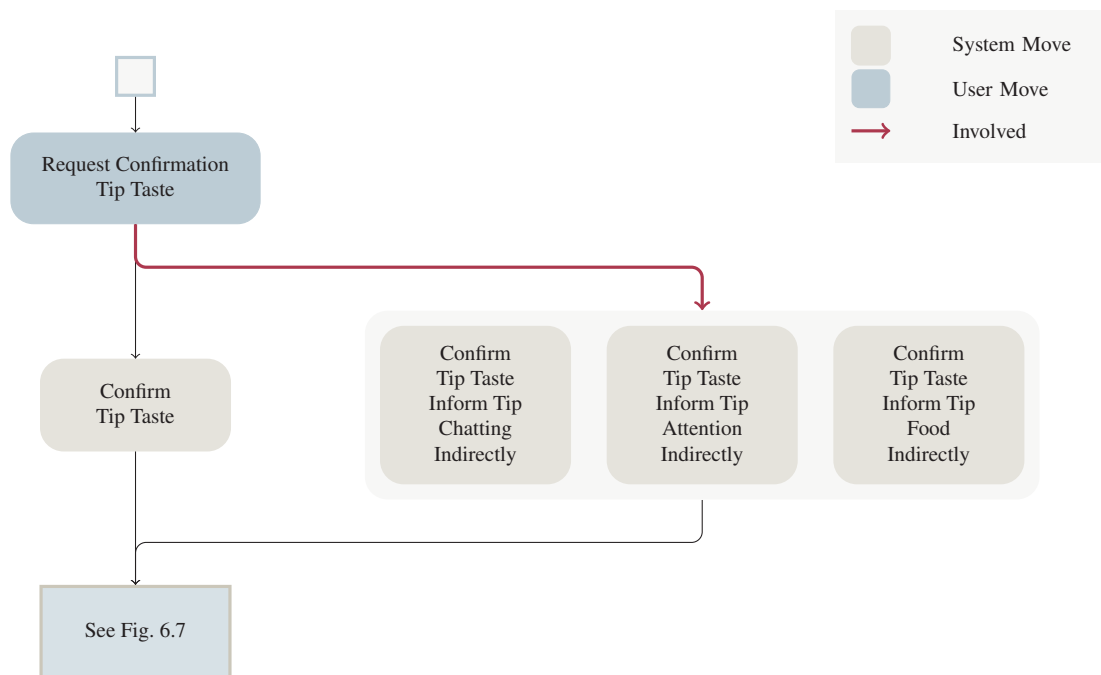 System Move
User Move
Involved
Request Confirmation
Tip Taste
Confirm
Tip Taste
Confirm
Tip Taste
Inform Tip
Chatting
Indirectly
Confirm
Tip Taste
Inform Tip
Attention
Indirectly
Confirm
Tip Taste
Inform Tip
Food
Indirectly
See Fig. 6.7